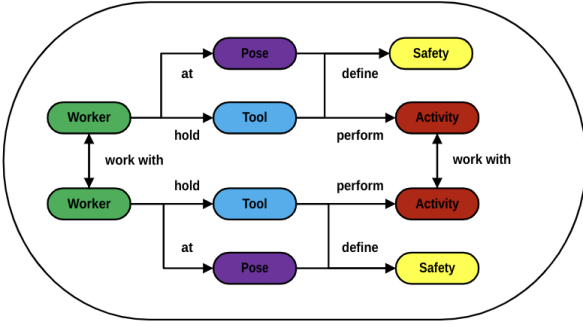 Pose
Safety
at
define
Worker
Tool
Activity
hold
perform
work with
work with
hold
perform
Worker
Tool
Activity
at
define
Pose
Safety